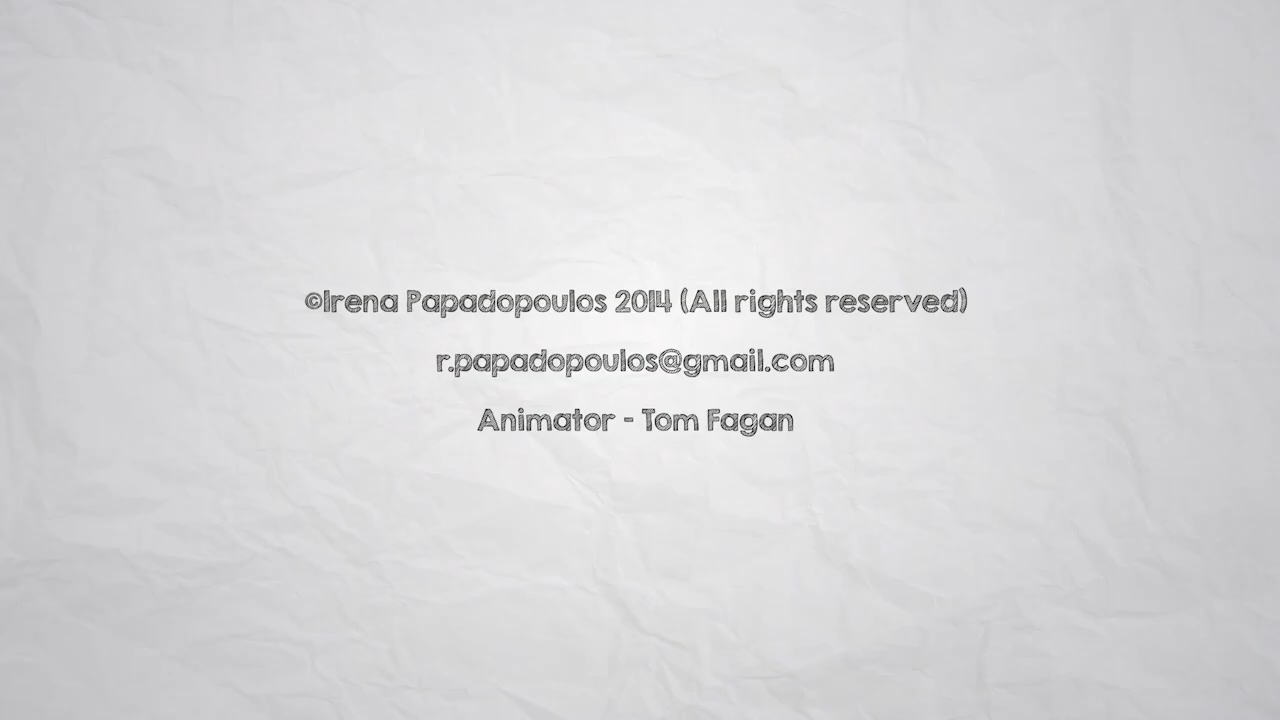 ©Irena Papadopoulos 2014 (All rights reserved)
r.papadopoulos@gmail.com
Animator - Tom Fagan